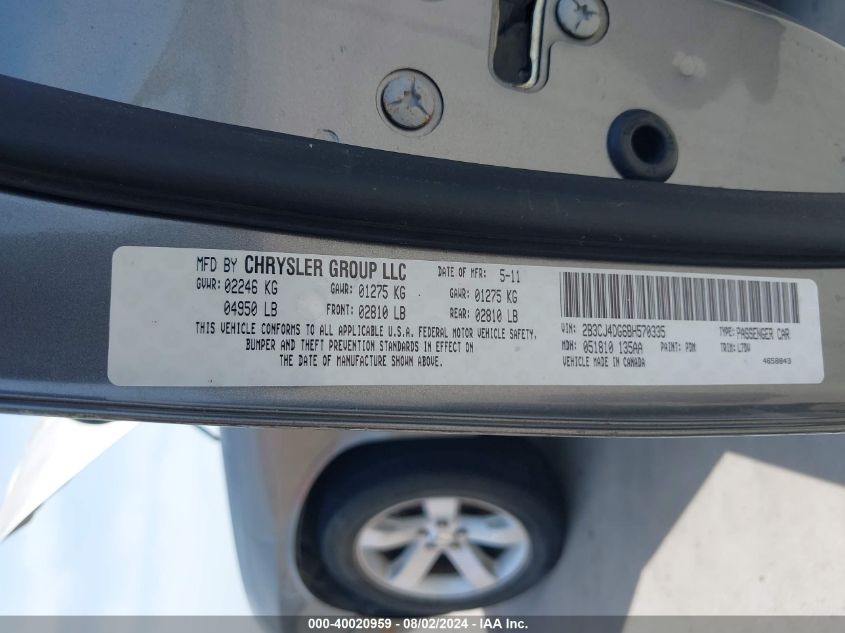 MFD BY CHRYSLER GROUP LLC DATE OF MFR: 5-11
GVWR: 02246 KG GAWR: 01275 KG GAWR: 01275 KG
04950 LB FRONT: 02810 LB REAR: 02810 LB
THIS VEHICLE CONFORMS TO ALL APPLICABLE U.S.A. FEDERAL MOTOR VEHICLE SAFETY,
BUMPER AND THEFT PREVENTION STANDARDS IN EFFECT ON
THE DATE OF MANUFACTURE SHOWN ABOVE.
VIN: 2B3CJ4DG6BH570335 TYPE: PASSENGER CAR
MDH: 051810 135AA PAINT: PDM TRIM: LTDV
VEHICLE MADE IN CANADA 4658843
000-40020959 - 08/02/2024 - IAA Inc.